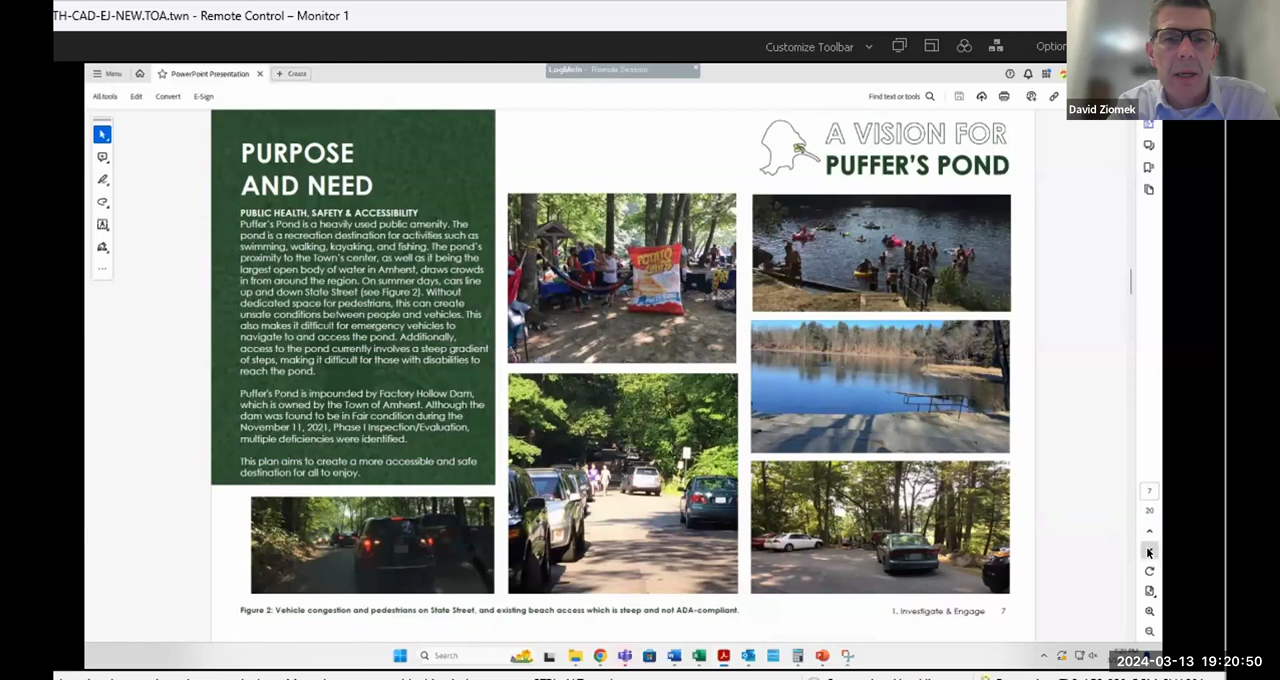 TH-CAD-EJ-NEW.TOA.twn - Remote Control – Monitor 1
Customize Toolbar
Option
David Ziomek
LogMeIn - Remote Session
Menu
PowerPoint Presentation
Create
All tools
Edit
Convert
E-Sign
Find text or tools
PURPOSE
AND NEED
PUBLIC HEALTH, SAFETY & ACCESSIBILITY
Puffer's Pond is a heavily used public amenity. The
pond is a recreation destination for activities such as
swimming, walking, kayaking, and fishing. The pond's
proximity to the Town's center, as well as it being the
largest open body of water in Amherst, draws crowds
in from around the region. On summer days, cars line
up and down State Street (see Figure 2). Without
dedicated space for pedestrians, this can create
unsafe conditions between people and vehicles. This
also makes it difficult for emergency vehicles to
navigate to and access the pond. Additionally,
access to the pond currently involves a steep gradient
of steps, making it difficult for those with disabilities to
reach the pond.
Puffer's Pond is impounded by Factory Hollow Dam,
which is owned by the Town of Amherst. Although the
dam was found to be in Fair condition during the
November 11, 2021, Phase I Inspection/Evaluation,
multiple deficiencies were identified.
This plan aims to create a more accessible and safe
destination for all to enjoy.
A VISION FOR
PUFFER'S POND
POTATO
CHIPS
Figure 2: Vehicle congestion and pedestrians on State Street, and existing beach access which is steep and not ADA-compliant.
1. Investigate & Engage 7
7
20
Search
2024-03-13 19:20:50